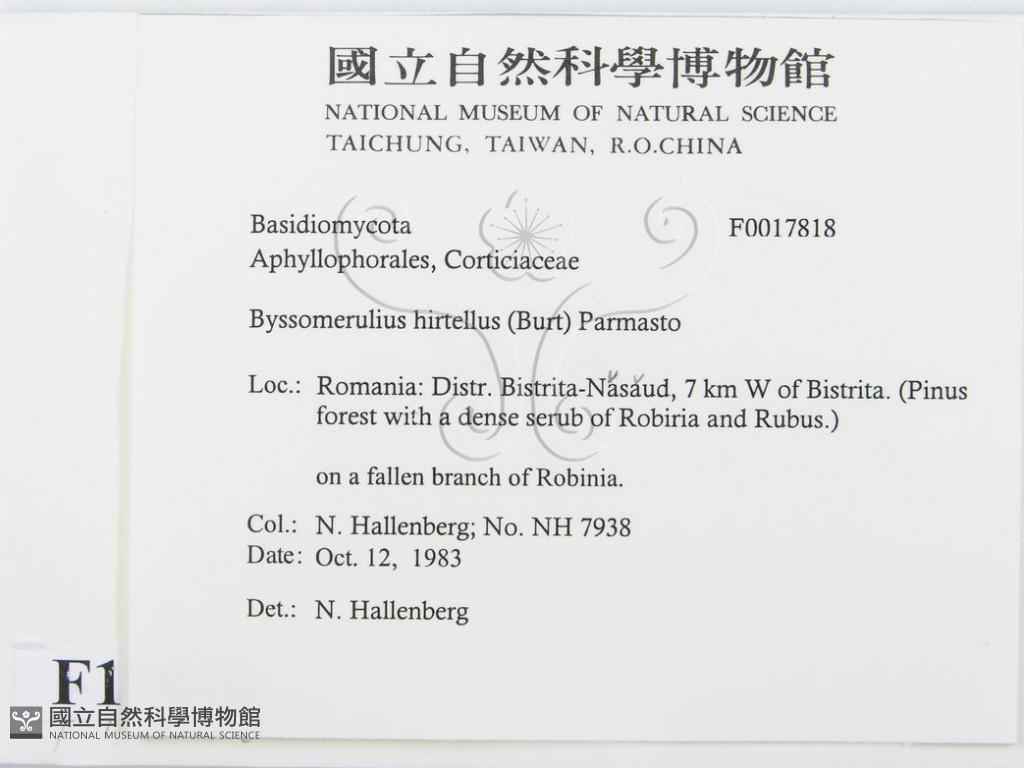 國立自然科學博物館
NATIONAL MUSEUM OF NATURAL SCIENCE
TAICHUNG, TAIWAN, R.O.CHINA
Basidiomycota F0017818
Aphyllophorales, Corticiaceae
Byssomerulius hirtellus (Burt) Parmasto
Loc.: Romania: Distr. Bistrita-Năsăud, 7 km W of Bistrita. (Pinus
forest with a dense serub of Robiria and Rubus.)
on a fallen branch of Robinia.
Col.: N. Hallenberg; No. NH 7938
Date: Oct. 12, 1983
Det.: N. Hallenberg
F1
國立自然科學博物館
NATIONAL MUSEUM OF NATURAL SCIENCE